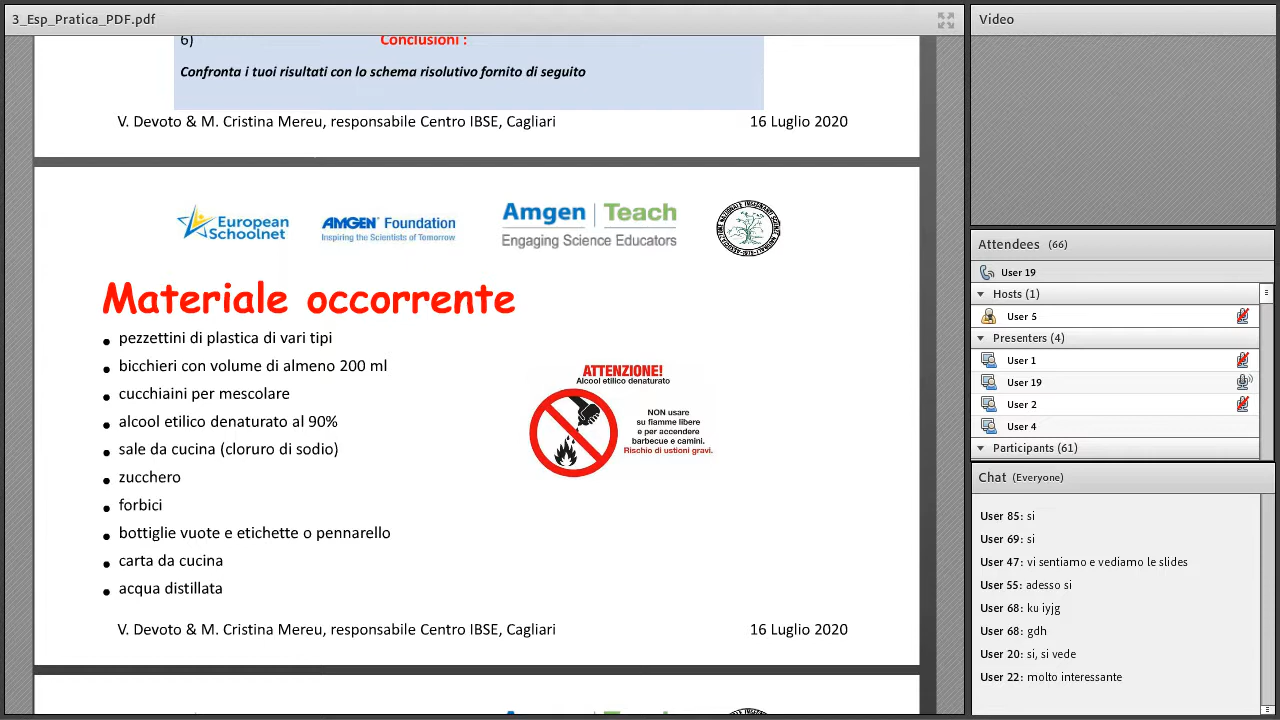 3_Esp_Pratica_PDF.pdf
6) Conclusioni :
Confronta i tuoi risultati con lo schema risolutivo fornito di seguito
V. Devoto & M. Cristina Mereu, responsabile Centro IBSE, Cagliari 16 Luglio 2020
European Schoolnet
AMGEN Foundation
Inspiring the Scientists of Tomorrow
Amgen | Teach
Engaging Science Educators
Materiale occorrente
• pezzettini di plastica di vari tipi
• bicchieri con volume di almeno 200 ml
• cucchiaini per mescolare
• alcool etilico denaturato al 90%
• sale da cucina (cloruro di sodio)
• zucchero
• forbici
• bottiglie vuote e etichette o pennarello
• carta da cucina
• acqua distillata
ATTENZIONE!
Alcool etilico denaturato
NON usare
su fiamme libere
e per accendere
barbecue e camini.
Rischio di ustioni gravi.
V. Devoto & M. Cristina Mereu, responsabile Centro IBSE, Cagliari 16 Luglio 2020
Video
Attendees (66)
User 19
Hosts (1)
User 5
Presenters (4)
User 1
User 19
User 2
User 4
Participants (61)
Chat (Everyone)
User 85: si
User 69: si
User 47: vi sentiamo e vediamo le slides
User 55: adesso si
User 68: ku iyjg
User 68: gdh
User 20: si, si vede
User 22: molto interessante